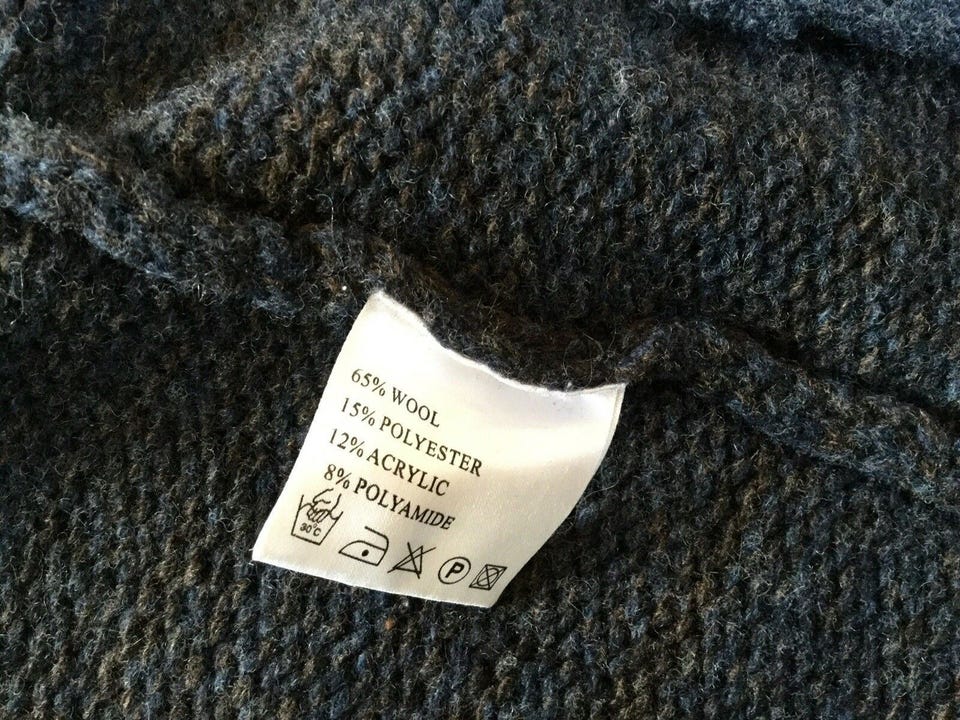 65% WOOL
15% POLYESTER
12% ACRYLIC
8% POLYAMIDE
30°C
P